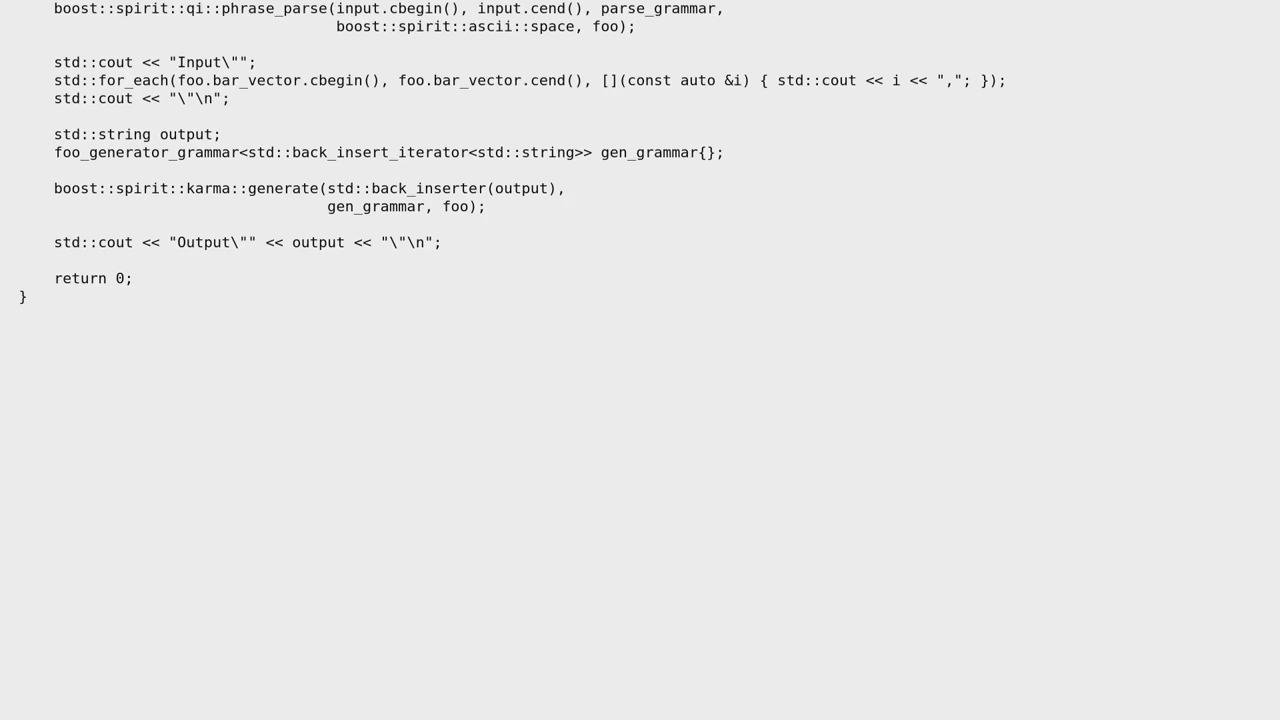 boost::spirit::qi::phrase_parse(input.cbegin(), input.cend(), parse_grammar,
boost::spirit::ascii::space, foo);
std::cout << "Input\"";
std::for_each(foo.bar_vector.cbegin(), foo.bar_vector.cend(), [](const auto &i) { std::cout << i << ","; });
std::cout << "\"\n";
std::string output;
foo_generator_grammar<std::back_insert_iterator<std::string>> gen_grammar{};
boost::spirit::karma::generate(std::back_inserter(output),
gen_grammar, foo);
std::cout << "Output\"" << output << "\"\n";
return 0;
}